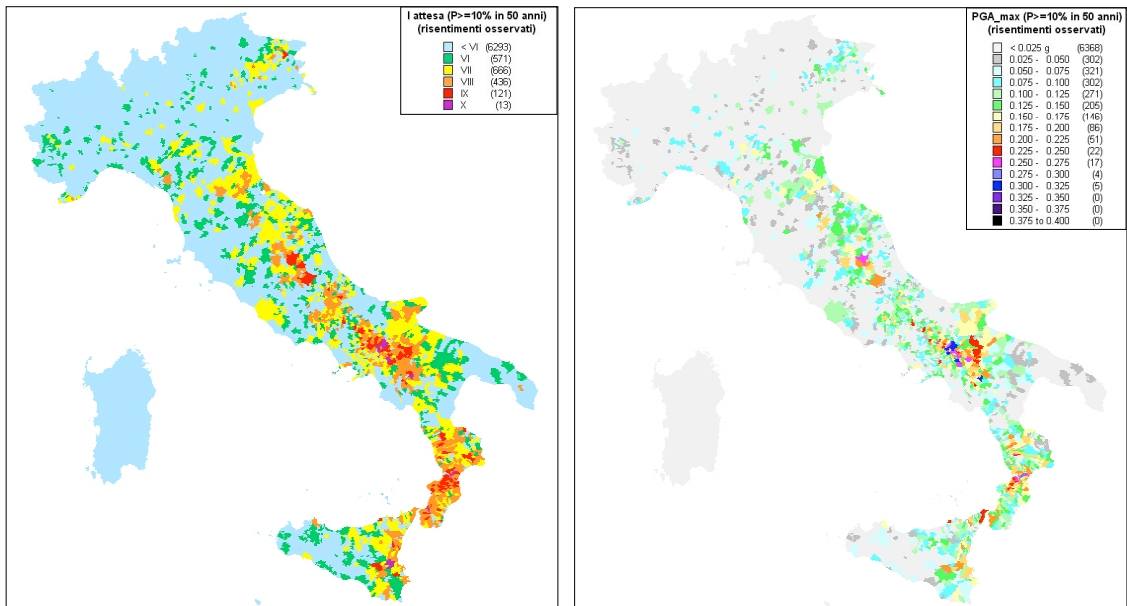 I attesa (P>=10% in 50 anni)
(risentimenti osservati)
< VI (6293)
VI (571)
VII (666)
VIII (436)
IX (121)
X (13)
PGA_max (P>=10% in 50 anni)
(risentimenti osservati)
< 0.025 g (6368)
0.025 - 0.050 (302)
0.050 - 0.075 (321)
0.075 - 0.100 (302)
0.100 - 0.125 (271)
0.125 - 0.150 (205)
0.150 - 0.175 (146)
0.175 - 0.200 (86)
0.200 - 0.225 (51)
0.225 - 0.250 (22)
0.250 - 0.275 (17)
0.275 - 0.300 (4)
0.300 - 0.325 (5)
0.325 - 0.350 (0)
0.350 - 0.375 (0)
0.375 to 0.400 (0)